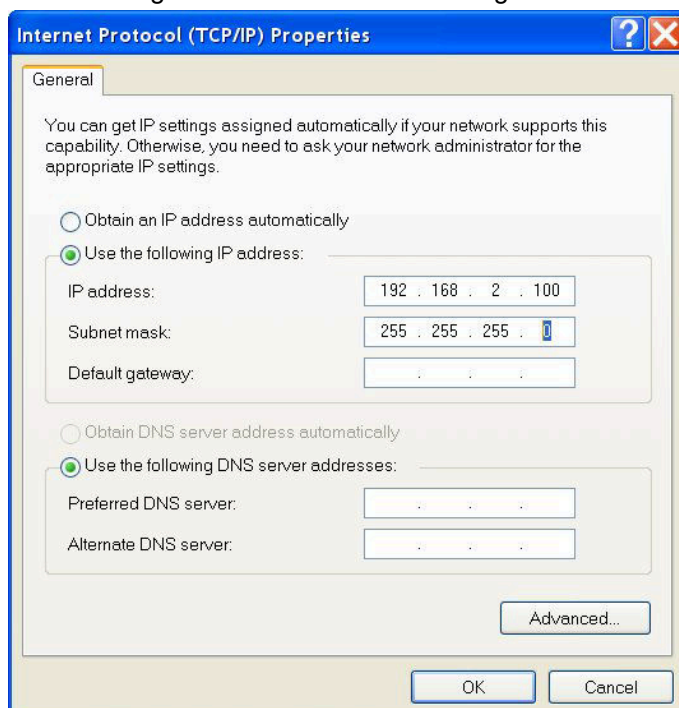 Internet Protocol (TCP/IP) Properties
General
You can get IP settings assigned automatically if your network supports this
capability. Otherwise, you need to ask your network administrator for the
appropriate IP settings.
Obtain an IP address automatically
Use the following IP address:
IP address: 192 . 168 . 2 . 100
Subnet mask: 255 . 255 . 255 . 0
Default gateway: . . .
Obtain DNS server address automatically
Use the following DNS server addresses:
Preferred DNS server: . . .
Alternate DNS server: . . .
Advanced...
OK Cancel